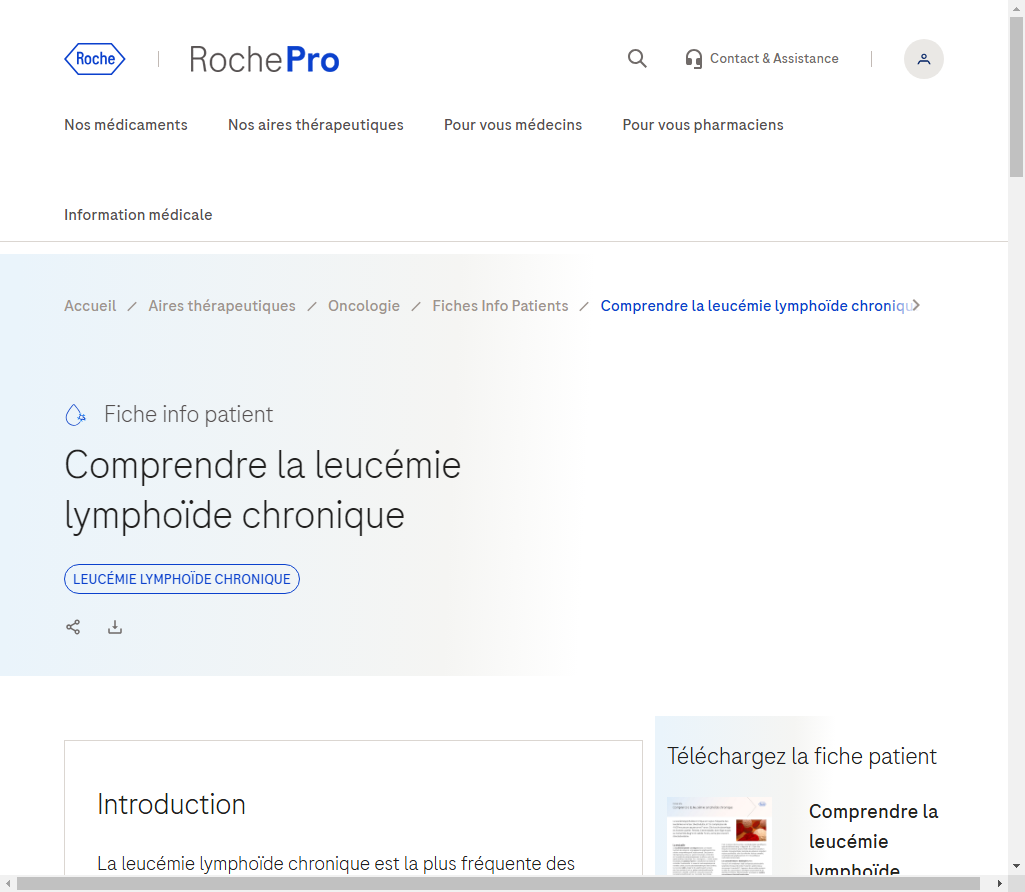 Roche
RochePro
Contact & Assistance
Nos médicaments
Nos aires thérapeutiques
Pour vous médecins
Pour vous pharmaciens
Information médicale
Accueil / Aires thérapeutiques / Oncologie / Fiches Info Patients / Comprendre la leucémie lymphoïde chroniqu
Fiche info patient
Comprendre la leucémie
lymphoïde chronique
LEUCÉMIE LYMPHOÏDE CHRONIQUE
Introduction
La leucémie lymphoïde chronique est la plus fréquente des
Téléchargez la fiche patient
Comprendre la
leucémie
lymphoïde